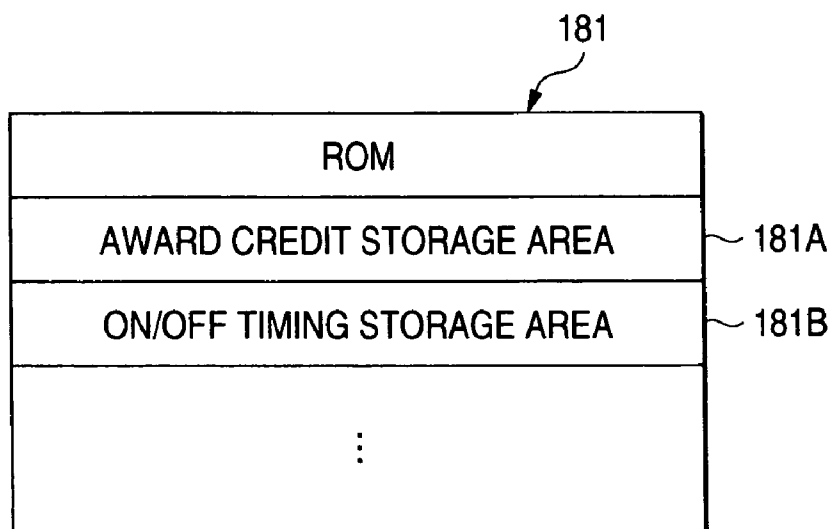 181
ROM
AWARD CREDIT STORAGE AREA
181A
ON/OFF TIMING STORAGE AREA
181B
⋮